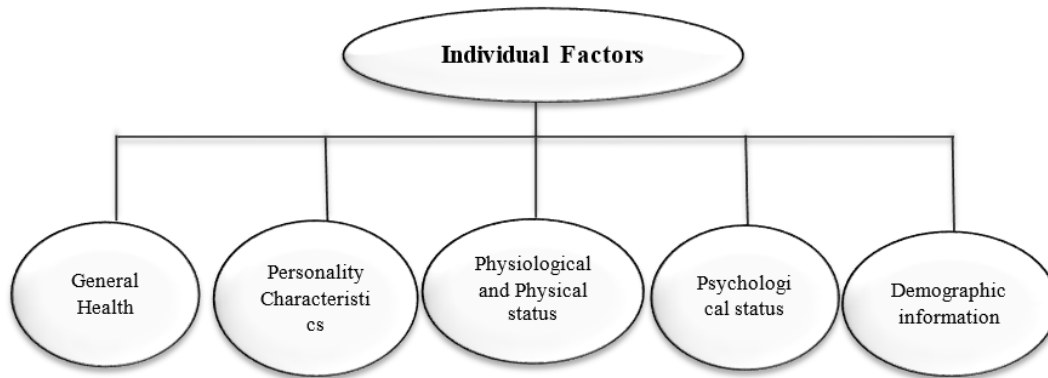 Individual Factors
General
Health
Personality
Characteristi
cs
Physiological
and Physical
status
Psychologi
cal status
Demographic
information